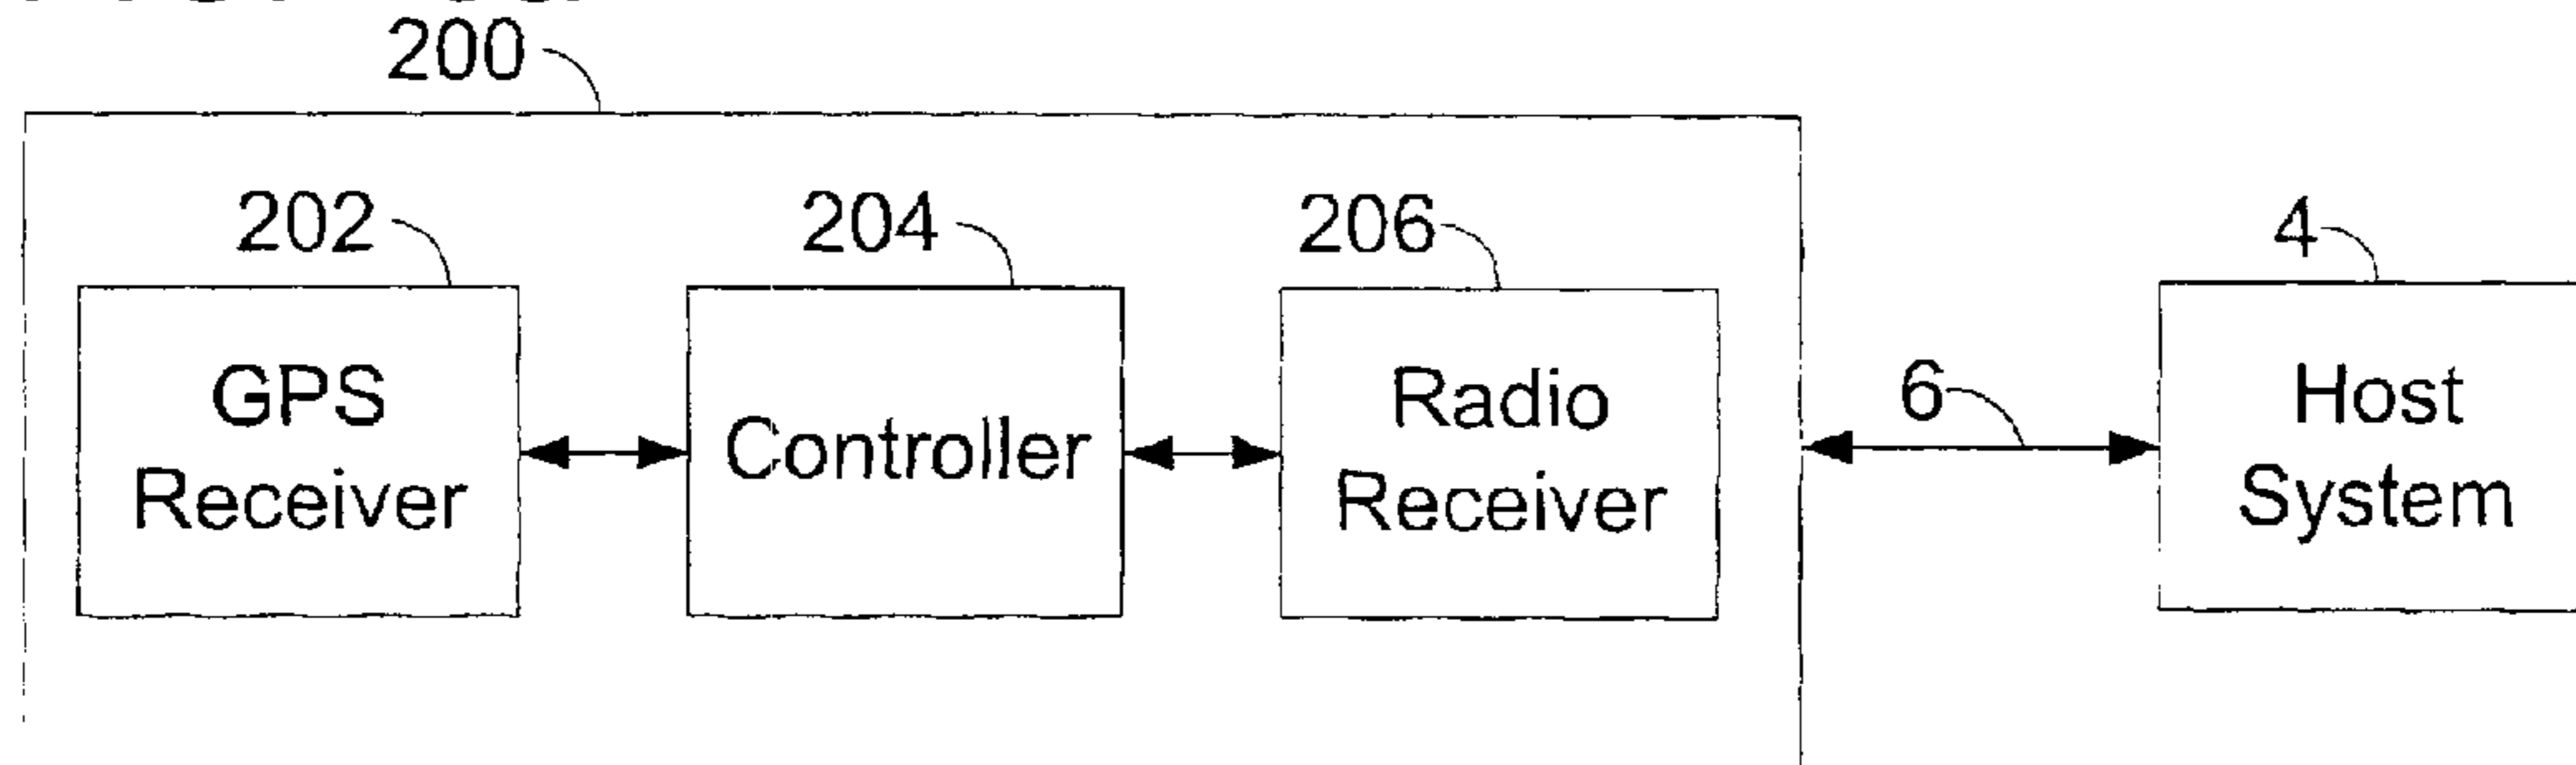 200
202
204
206
4
GPS
Receiver
Controller
Radio
Receiver
6
Host
System